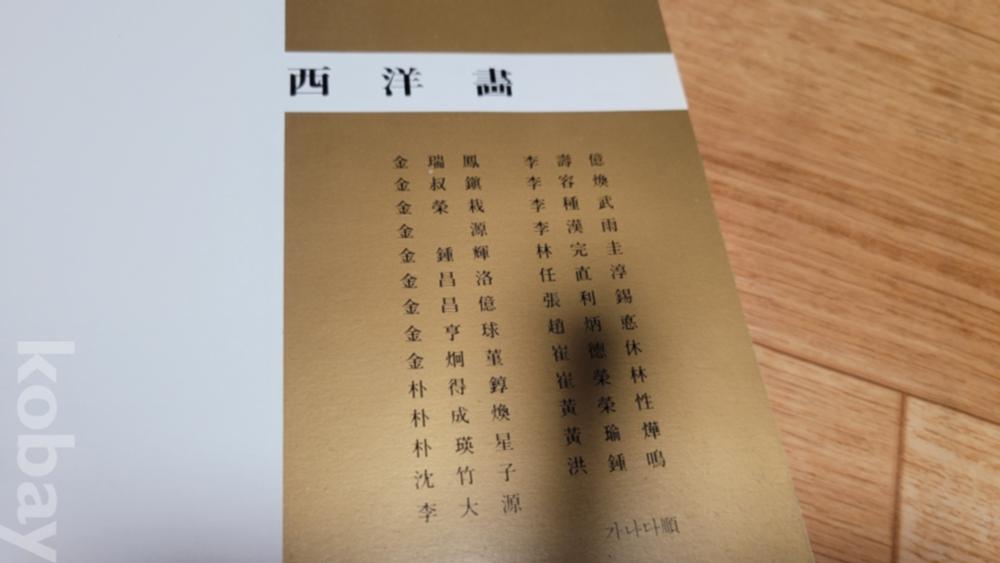 西洋畵
金瑞鳳
金叔鎭
金榮栽
金源
金鍾輝
金昌洛
金昌億
金亨球
金炯菫
朴得錞
朴成煥
朴瑛星
沈竹子
李大源
李壽億
李容煥
李種武
李漢雨
林完圭
任直淳
張利錫
趙炳悳
崔德休
崔榮林
黃榮性
黃瑜燁
洪鍾鳴
가나다順
kobay